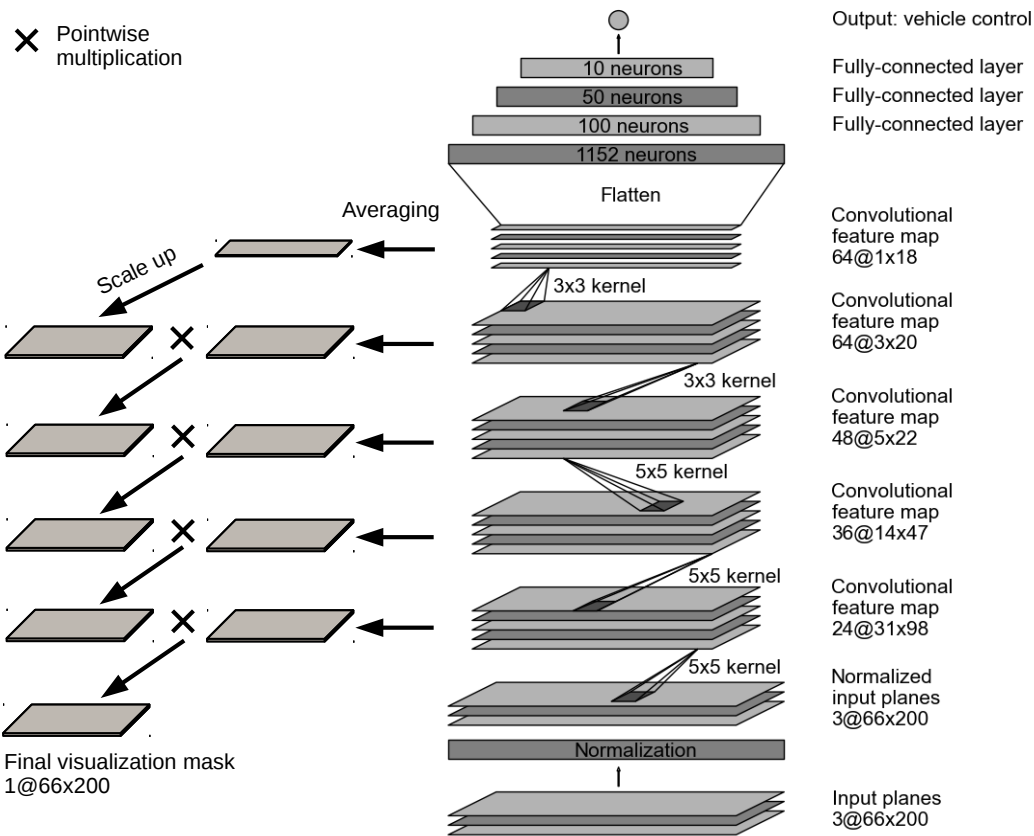 Pointwise
multiplication
Output: vehicle control
10 neurons
Fully-connected layer
50 neurons
Fully-connected layer
100 neurons
Fully-connected layer
1152 neurons
Flatten
Averaging
Convolutional
feature map
64@1x18
Scale up
3x3 kernel
Convolutional
feature map
64@3x20
3x3 kernel
Convolutional
feature map
48@5x22
5x5 kernel
Convolutional
feature map
36@14x47
5x5 kernel
Convolutional
feature map
24@31x98
5x5 kernel
Normalized
input planes
3@66x200
Final visualization mask
1@66x200
Normalization
Input planes
3@66x200